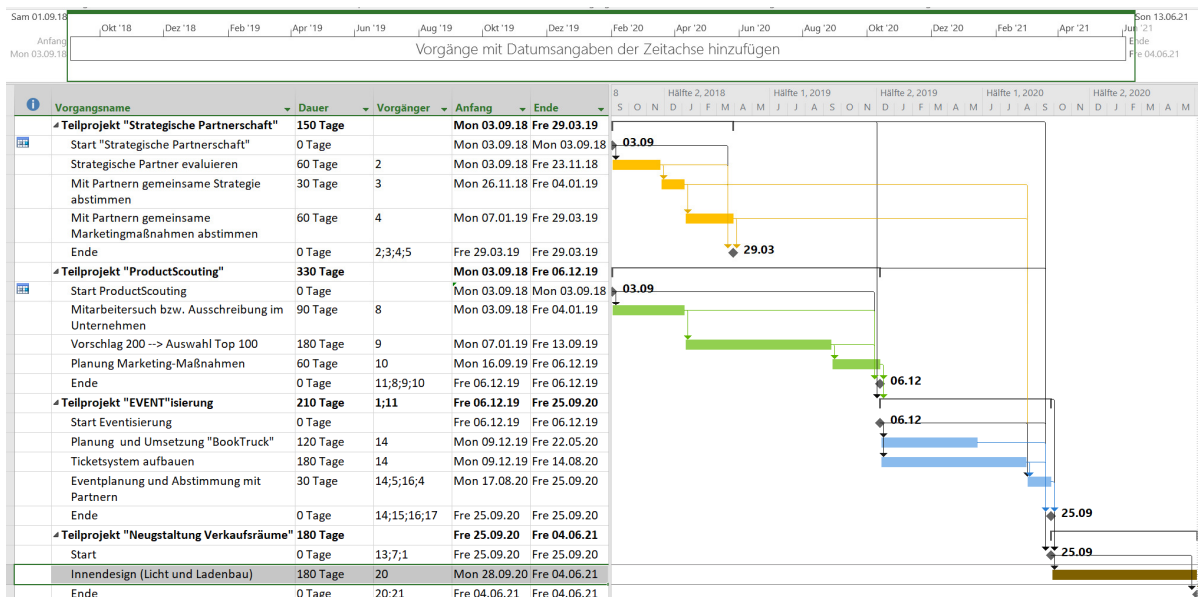 Sam 01.09.18
Okt '18 Dez '18 Feb '19 Apr '19 Jun '19 Aug '19 Okt '19 Dez '19 Feb '20 Apr '20 Jun '20 Aug '20 Okt '20 Dez '20 Feb '21 Apr '21 Jun '21
Son 13.06.21
Anfang
Mon 03.09.18
Vorgänge mit Datumsangaben der Zeitachse hinzufügen
Ende
Fre 04.06.21
8 Hälfte 2, 2018 Hälfte 1, 2019 Hälfte 2, 2019 Hälfte 1, 2020 Hälfte 2, 2020
Vorgangsname Dauer Vorgänger Anfang Ende
S O N D J F M A M J J A S O N D J F M A M J J A S O N D J F M A M
Teilprojekt "Strategische Partnerschaft" 150 Tage Mon 03.09.18 Fre 29.03.19
Start "Strategische Partnerschaft" 0 Tage Mon 03.09.18 Mon 03.09.18 03.09
Strategische Partner evaluieren 60 Tage 2 Mon 03.09.18 Fre 23.11.18
Mit Partnern gemeinsame Strategie 30 Tage 3 Mon 26.11.18 Fre 04.01.19
abstimmen
Mit Partnern gemeinsame 60 Tage 4 Mon 07.01.19 Fre 29.03.19
Marketingmaßnahmen abstimmen
Ende 0 Tage 2;3;4;5 Fre 29.03.19 Fre 29.03.19 29.03
Teilprojekt "ProductScouting" 330 Tage Mon 03.09.18 Fre 06.12.19
Start ProductScouting 0 Tage Mon 03.09.18 Mon 03.09.18 03.09
Mitarbeitersuch bzw. Ausschreibung im 90 Tage 8 Mon 03.09.18 Fre 04.01.19
Unternehmen
Vorschlag 200 --> Auswahl Top 100 180 Tage 9 Mon 07.01.19 Fre 13.09.19
Planung Marketing-Maßnahmen 60 Tage 10 Mon 16.09.19 Fre 06.12.19
Ende 0 Tage 11;8;9;10 Fre 06.12.19 Fre 06.12.19 06.12
Teilprojekt "EVENT"isierung 210 Tage 1;11 Fre 06.12.19 Fre 25.09.20
Start Eventisierung 0 Tage Fre 06.12.19 Fre 06.12.19 06.12
Planung und Umsetzung "BookTruck" 120 Tage 14 Mon 09.12.19 Fre 22.05.20
Ticketsystem aufbauen 180 Tage 14 Mon 09.12.19 Fre 14.08.20
Eventplanung und Abstimmung mit 30 Tage 14;5;16;4 Mon 17.08.20 Fre 25.09.20
Partnern
Ende 0 Tage 14;15;16;17 Fre 25.09.20 Fre 25.09.20 25.09
Teilprojekt "Neugstaltung Verkaufsräume" 180 Tage Fre 25.09.20 Fre 04.06.21
Start 0 Tage 13;7;1 Fre 25.09.20 Fre 25.09.20 25.09
Innendesign (Licht und Ladenbau) 180 Tage 20 Mon 28.09.20 Fre 04.06.21
Ende 0 Tage 20;21 Fre 04.06.21 Fre 04.06.21